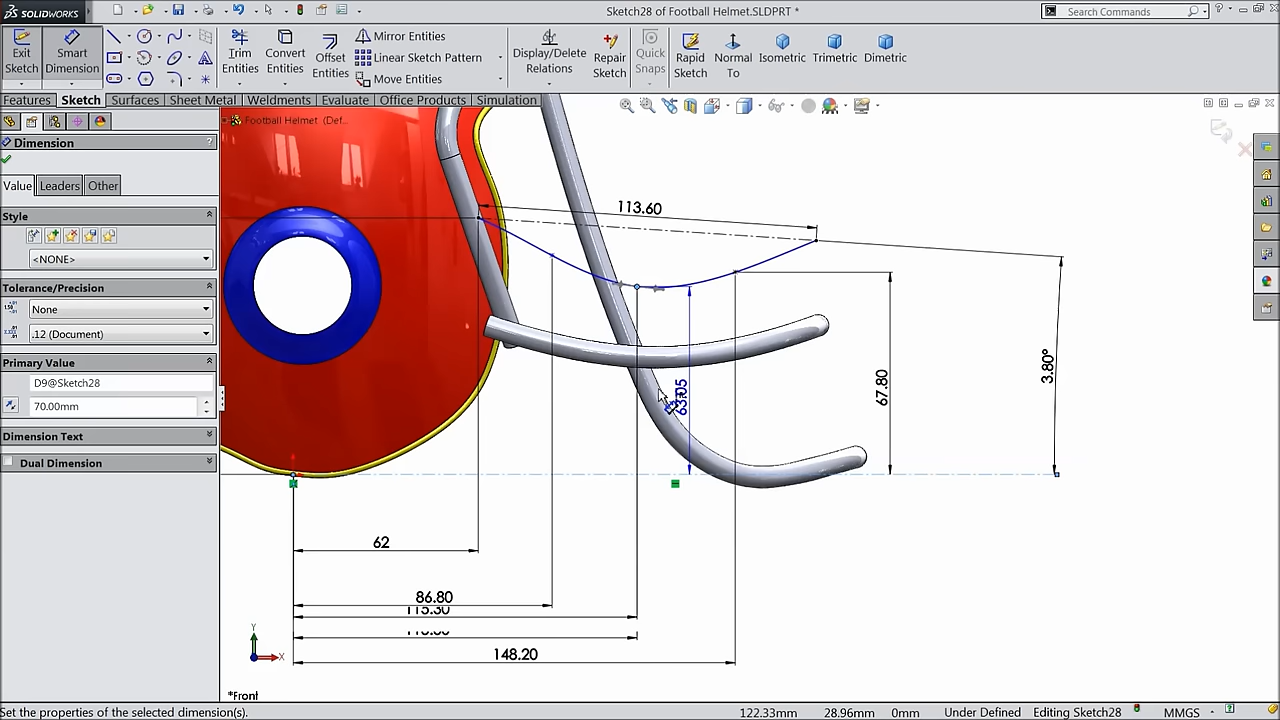 SOLIDWORKS
Sketch28 of Football Helmet.SLDPRT *
Search Commands
Exit Sketch
Smart Dimension
Trim Entities
Convert Entities
Offset Entities
Mirror Entities
Linear Sketch Pattern
Move Entities
Display/Delete Relations
Repair Sketch
Quick Snaps
Rapid Sketch
Normal To
Isometric
Trimetric
Dimetric
Features
Sketch
Surfaces
Sheet Metal
Weldments
Evaluate
Office Products
Simulation
Football Helmet (Def...
Dimension
?
Value
Leaders
Other
Style
<NONE>
Tolerance/Precision
None
.12 (Document)
Primary Value
D9@Sketch28
70.00mm
Dimension Text
Dual Dimension
113.60
63.05
67.80
3.80°
62
86.80
115.30
148.20
Y
X
*Front
Set the properties of the selected dimension(s).
122.33mm
28.96mm
0mm
Under Defined
Editing Sketch28
MMGS